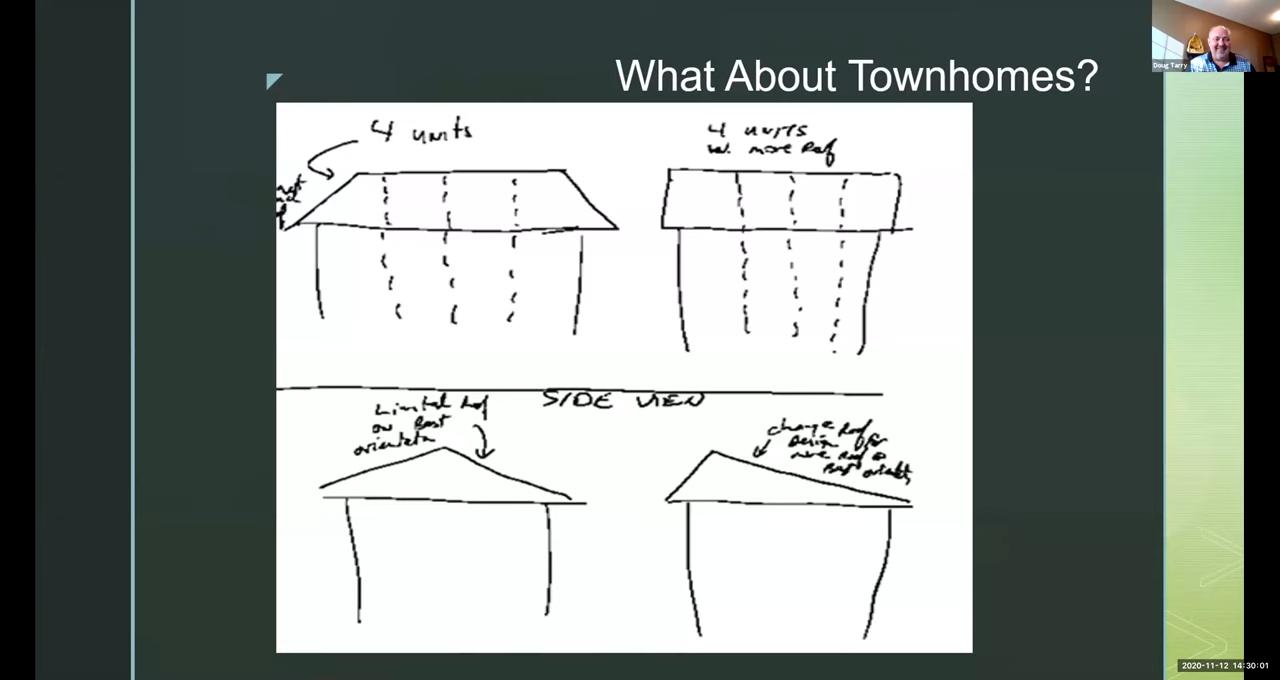 What About Townhomes?
Doug Tarry
4 units
4 units
w. more Roof
SIDE VIEW
Limited Roof
on Best
orientation
change Roof
Design for
more Roof @
Best orientation
2020-11-12 14:30:01